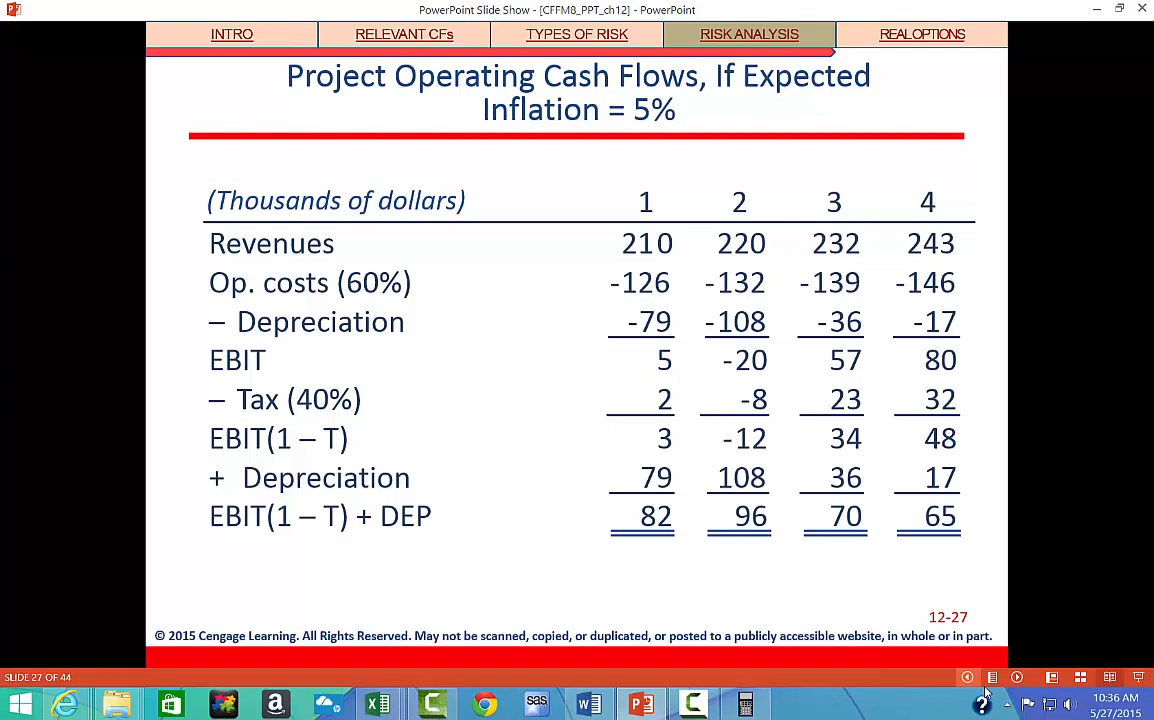 PowerPoint Slide Show - [CFFM8_PPT_ch12] - PowerPoint
INTRO RELEVANT CFs TYPES OF RISK RISK ANALYSIS REALOPTIONS
Project Operating Cash Flows, If Expected
Inflation = 5%
(Thousands of dollars) 1 2 3 4
Revenues 210 220 232 243
Op. costs (60%) -126 -132 -139 -146
– Depreciation -79 -108 -36 -17
EBIT 5 -20 57 80
– Tax (40%) 2 -8 23 32
EBIT(1 – T) 3 -12 34 48
+ Depreciation 79 108 36 17
EBIT(1 – T) + DEP 82 96 70 65
12-27
© 2015 Cengage Learning. All Rights Reserved. May not be scanned, copied, or duplicated, or posted to a publicly accessible website, in whole or in part.
SLIDE 27 OF 44
sas
10:36 AM
5/27/2015